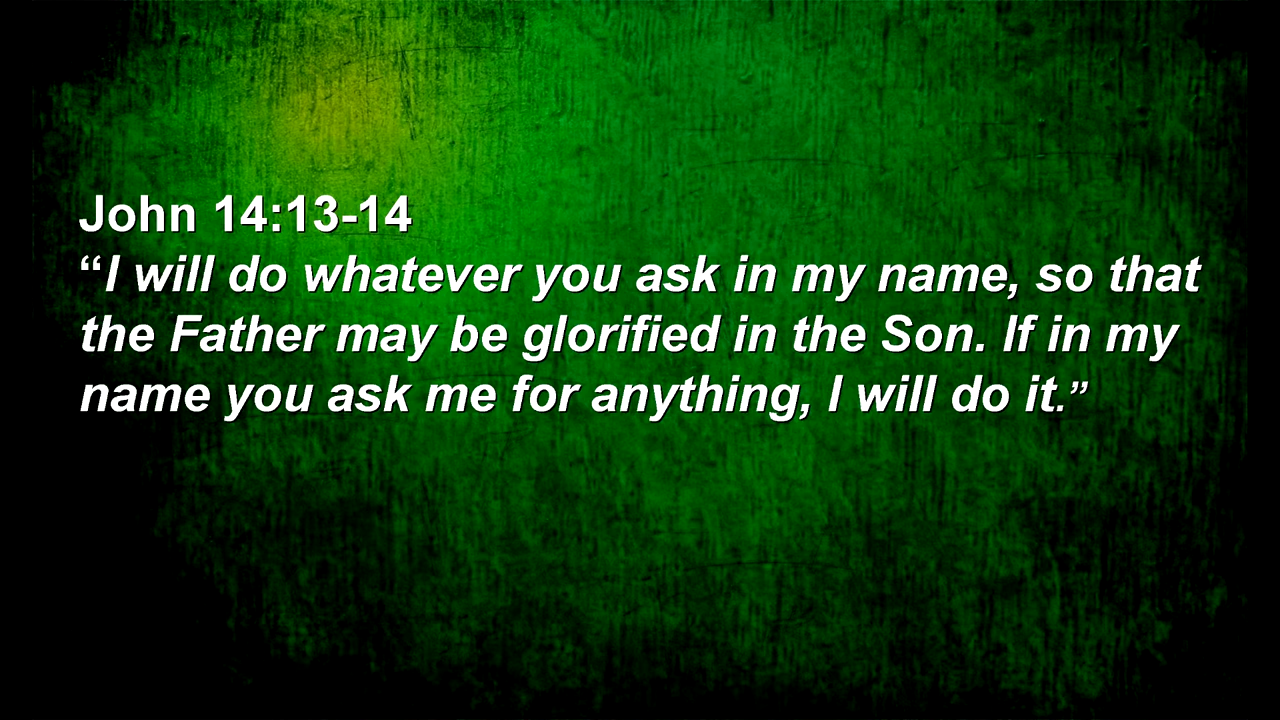 John 14:13-14
“I will do whatever you ask in my name, so that
the Father may be glorified in the Son. If in my
name you ask me for anything, I will do it.”